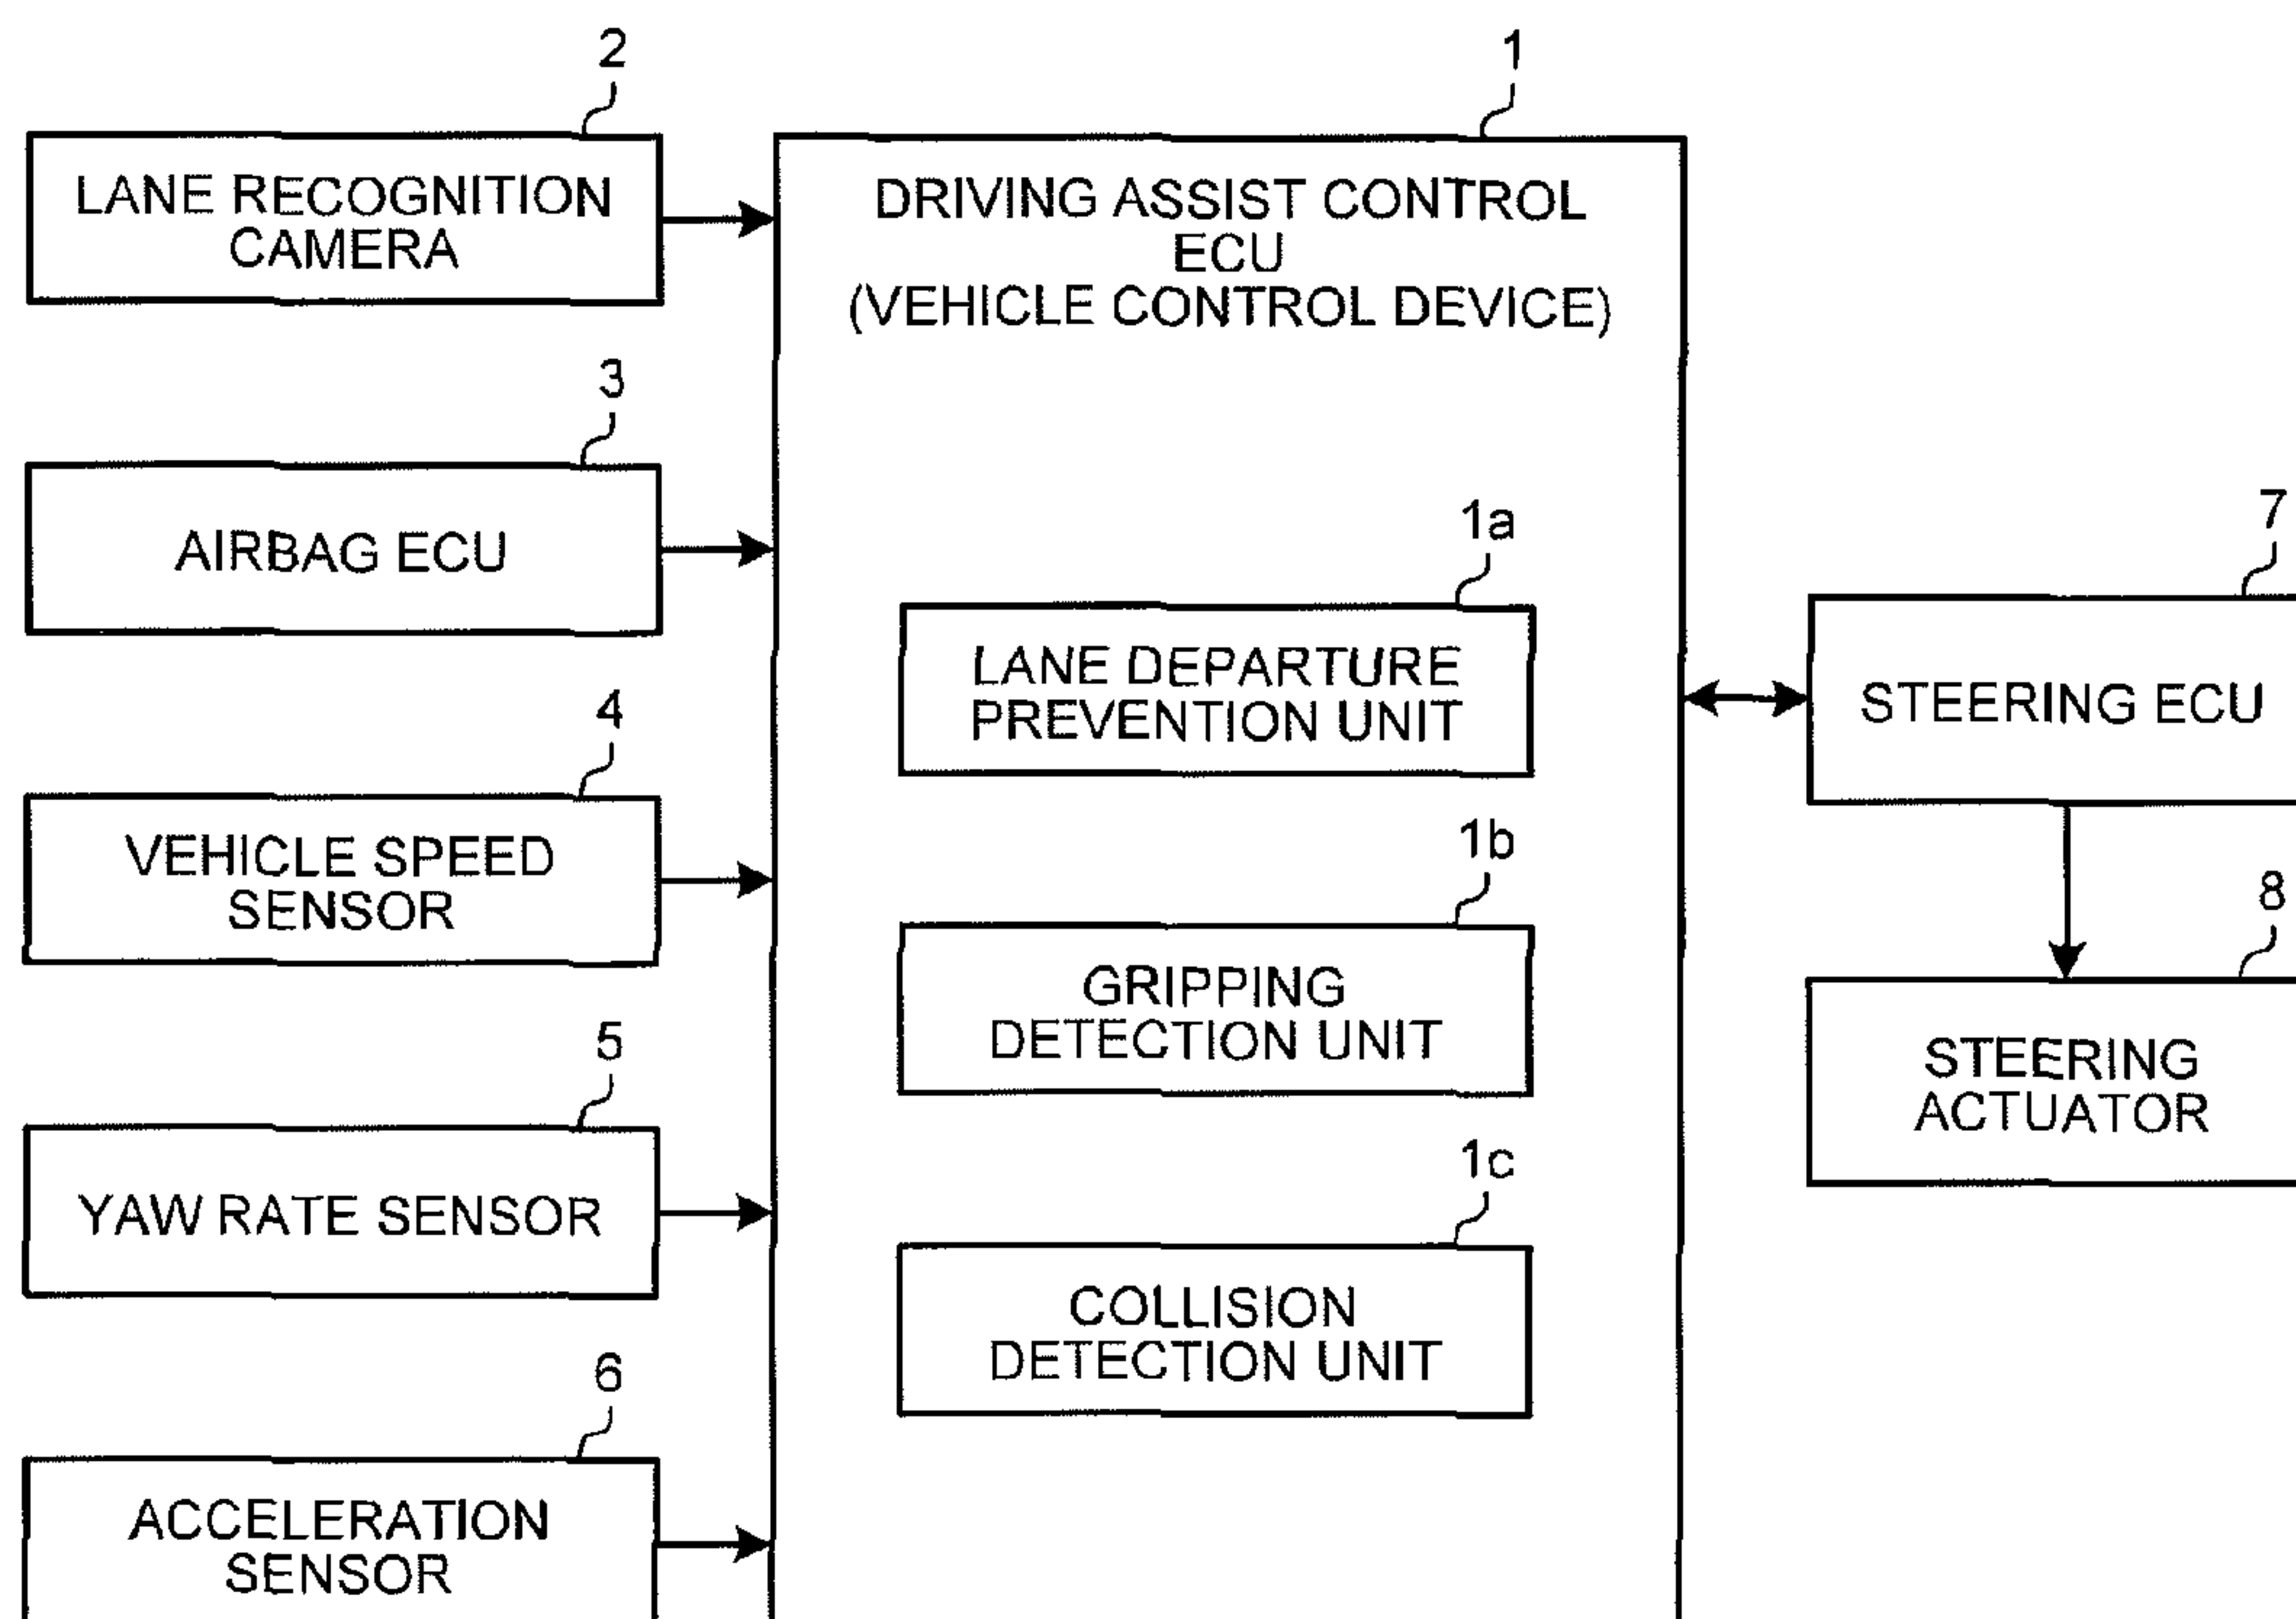 2
LANE RECOGNITION
CAMERA
3
AIRBAG ECU
4
VEHICLE SPEED
SENSOR
5
YAW RATE SENSOR
6
ACCELERATION
SENSOR
1
DRIVING ASSIST CONTROL
ECU
(VEHICLE CONTROL DEVICE)
1a
LANE DEPARTURE
PREVENTION UNIT
1b
GRIPPING
DETECTION UNIT
1c
COLLISION
DETECTION UNIT
7
STEERING ECU
8
STEERING
ACTUATOR